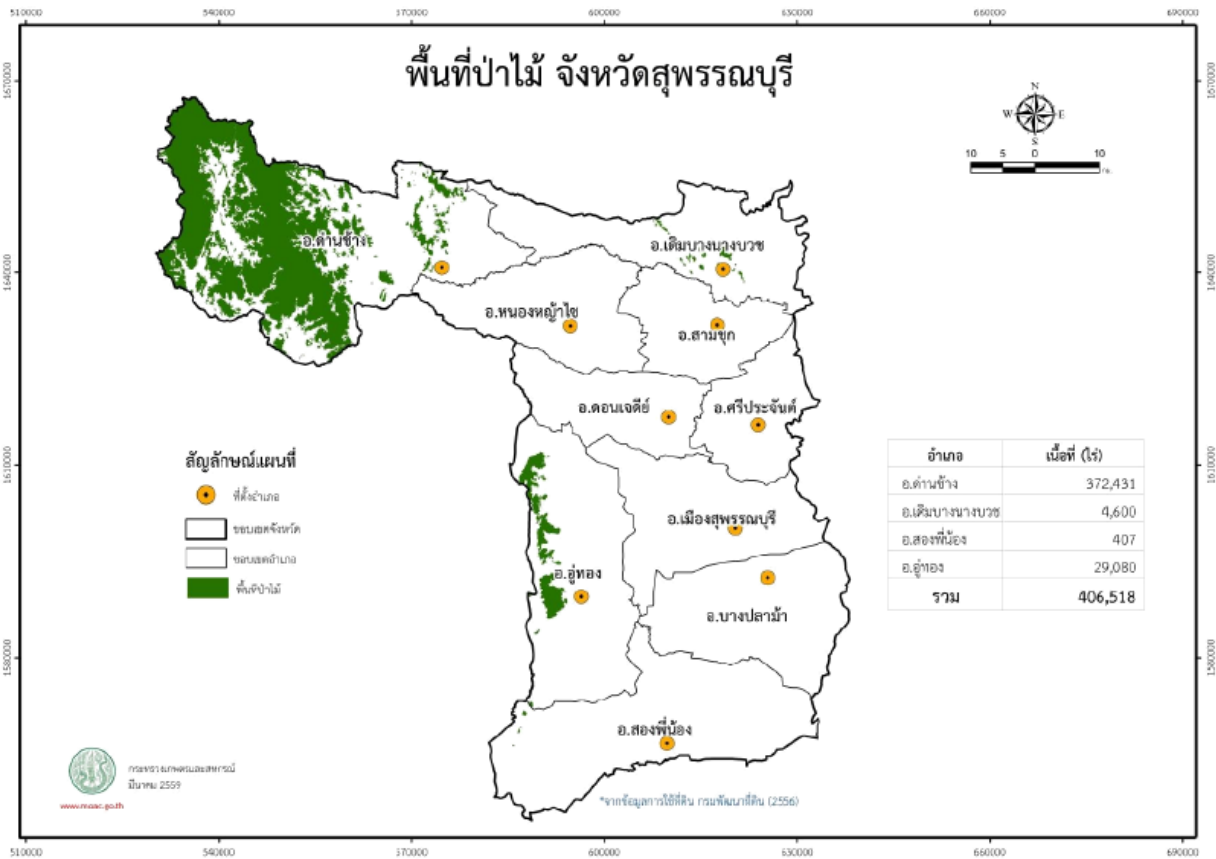 510000 540000 570000 600000 630000 660000 690000
พื้นที่ป่าไม้ จังหวัดสุพรรณบุรี
1670000 1670000
N
W E
S
10 5 0 10
กม.
อ.ด่านช้าง
อ.เดิมบางนางบวช
1640000 1640000
อ.หนองหญ้าไซ
อ.สามชุก
อ.ดอนเจดีย์ อ.ศรีประจันต์
1610000 1610000
สัญลักษณ์แผนที่
ที่ตั้งอำเภอ
ขอบเขตจังหวัด
ขอบเขตอำเภอ
พื้นที่ป่าไม้
อ.เมืองสุพรรณบุรี
อ.อู่ทอง
อ.บางปลาม้า
อำเภอ เนื้อที่ (ไร่)
อ.ด่านช้าง 372,431
อ.เดิมบางนางบวช 4,600
อ.สองพี่น้อง 407
อ.อู่ทอง 29,080
รวม 406,518
1580000 1580000
อ.สองพี่น้อง
กระทรวงเกษตรและสหกรณ์
มีนาคม 2559
www.moac.go.th
*จากข้อมูลการใช้ที่ดิน กรมพัฒนาที่ดิน (2556)
510000 540000 570000 600000 630000 660000 690000